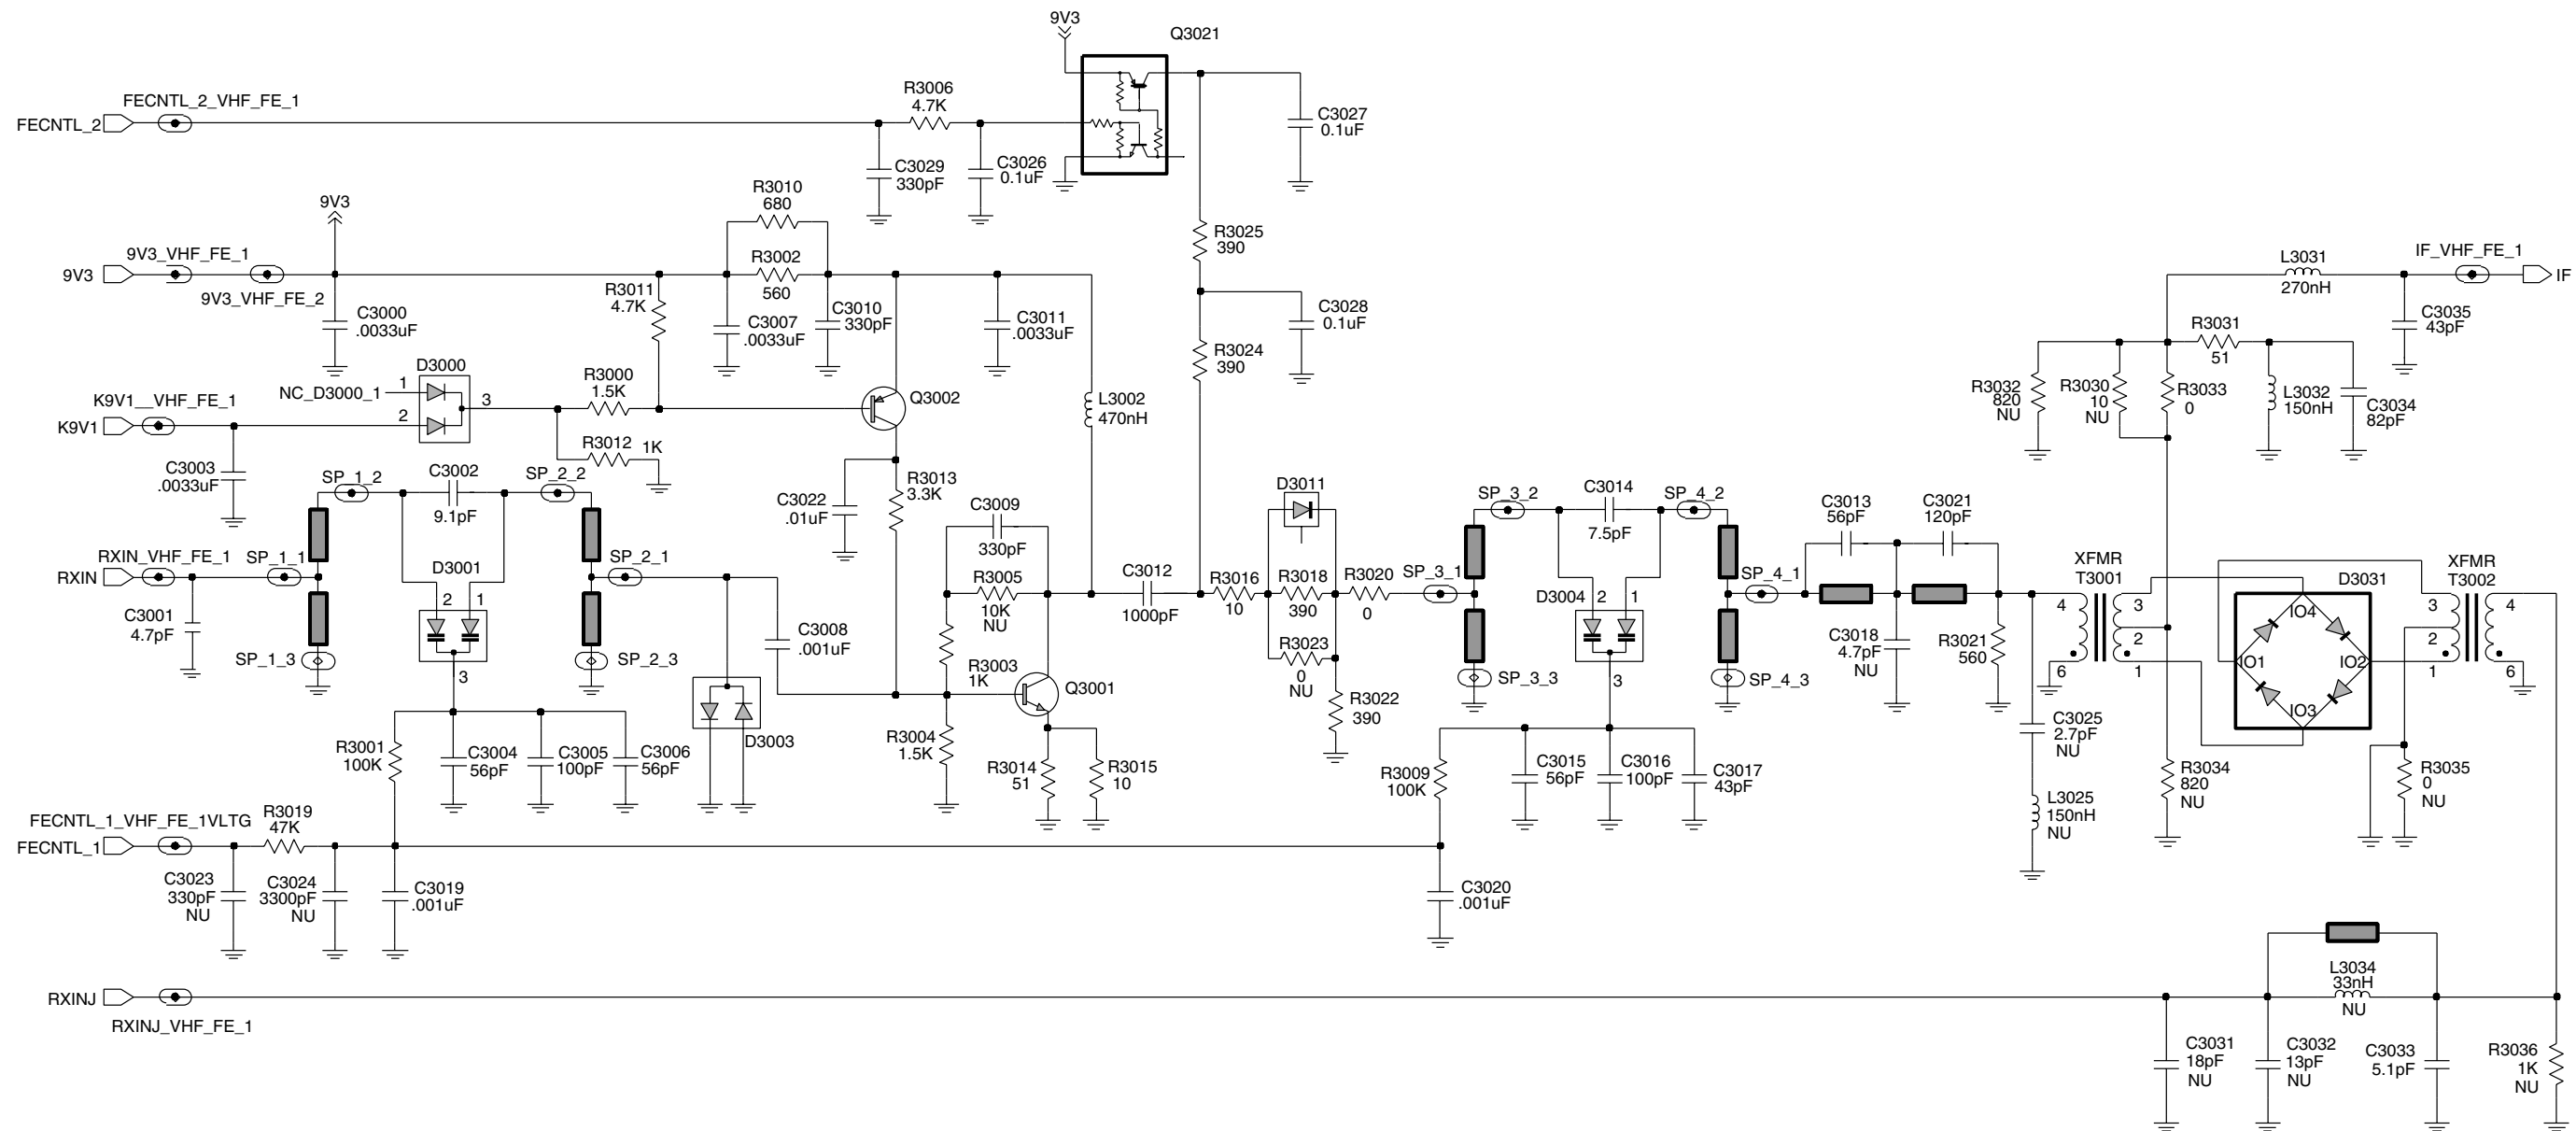 9V3
Q3021
FECNTL_2_VHF_FE_1
FECNTL_2
R3006
4.7K
C3029
330pF
C3026
0.1uF
C3027
0.1uF
R3010
680
9V3
9V3_VHF_FE_1
9V3
9V3_VHF_FE_2
R3002
560
R3011
4.7K
C3000
.0033uF
C3007
.0033uF
C3010
330pF
C3011
.0033uF
R3025
390
C3028
0.1uF
R3024
390
L3031
270nH
IF_VHF_FE_1
IF
C3035
43pF
R3031
51
R3032
820
NU
R3030
10
NU
R3033
0
L3032
150nH
C3034
82pF
D3000
NC_D3000_1
1
2
3
K9V1__VHF_FE_1
K9V1
R3000
1.5K
R3012
1K
Q3002
L3002
470nH
C3003
.0033uF
SP_1_2
C3002
9.1pF
SP_2_2
C3022
.01uF
R3013
3.3K
C3009
330pF
D3011
SP_3_2
C3014
7.5pF
SP_4_2
C3013
56pF
C3021
120pF
RXIN_VHF_FE_1
RXIN
SP_1_1
D3001
2
1
3
SP_2_1
C3001
4.7pF
SP_1_3
SP_2_3
C3008
.001uF
R3005
10K
NU
C3012
1000pF
R3016
10
R3018
390
R3020
0
SP_3_1
R3023
0
NU
D3004
2
1
3
SP_4_1
SP_3_3
SP_4_3
C3018
4.7pF
NU
R3021
560
XFMR
T3001
4
6
3
2
1
D3031
IO4
IO1
IO2
IO3
XFMR
T3002
3
2
1
4
6
R3003
1K
Q3001
R3022
390
D3003
R3004
1.5K
R3014
51
R3015
10
R3001
100K
C3004
56pF
C3005
100pF
C3006
56pF
R3009
100K
C3015
56pF
C3016
100pF
C3017
43pF
C3025
2.7pF
NU
L3025
150nH
NU
R3034
820
NU
R3035
0
NU
FECNTL_1_VHF_FE_1VLTG
FECNTL_1
R3019
47K
C3023
330pF
NU
C3024
3300pF
NU
C3019
.001uF
C3020
.001uF
RXINJ
RXINJ_VHF_FE_1
L3034
33nH
NU
C3031
18pF
NU
C3032
13pF
NU
C3033
5.1pF
R3036
1K
NU